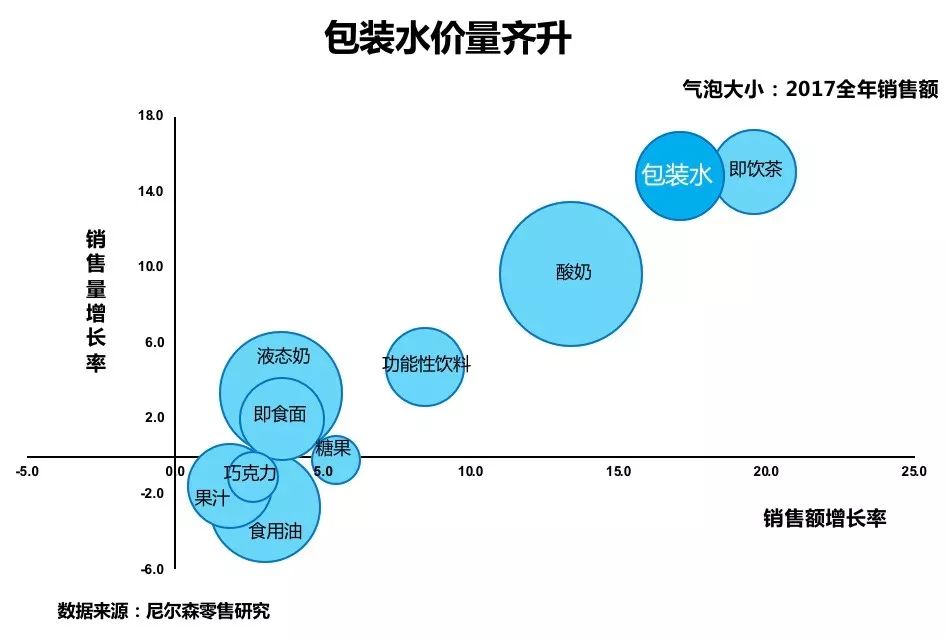 包装水价量齐升
气泡大小：2017全年销售额
18.0
14.0
10.0
6.0
2.0
-2.0
-6.0
销售量增长率
包装水
即饮茶
酸奶
液态奶
功能性饮料
即食面
糖果
巧克力
果汁
食用油
-5.0
0.0
5.0
10.0
15.0
20.0
25.0
销售额增长率
数据来源：尼尔森零售研究